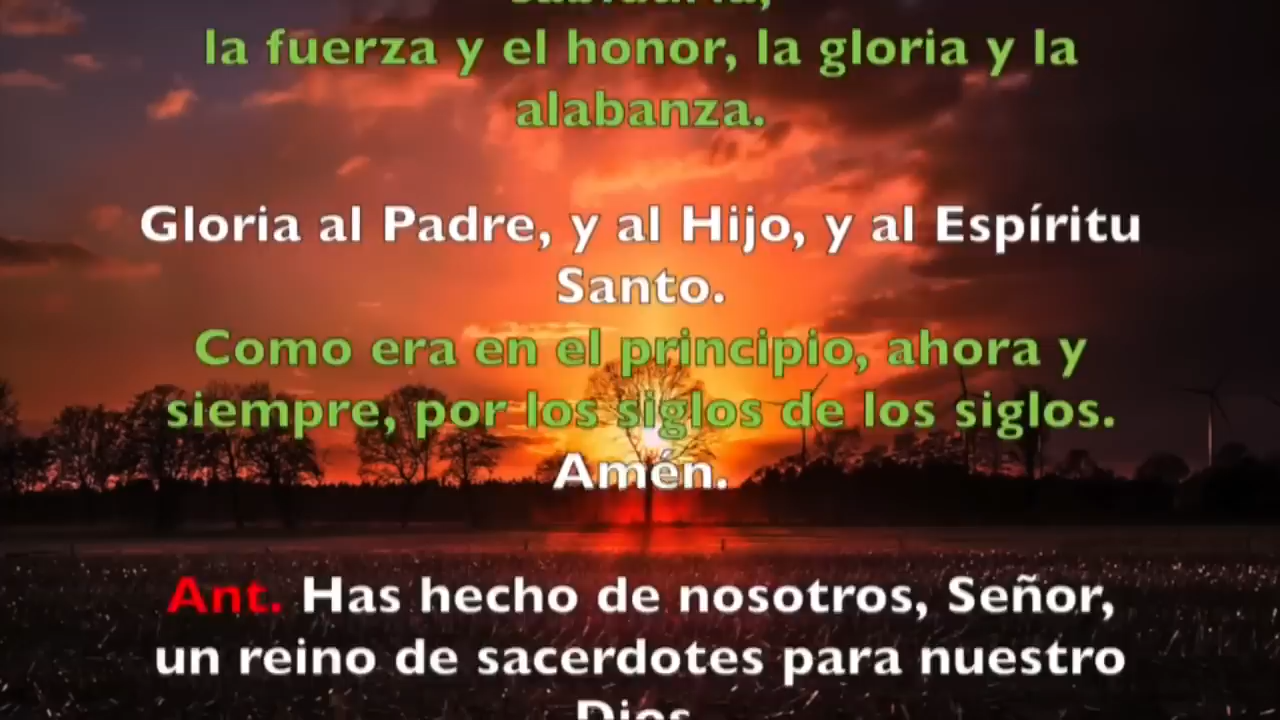 la fuerza y el honor, la gloria y la
alabanza.
Gloria al Padre, y al Hijo, y al Espíritu
Santo.
Como era en el principio, ahora y
siempre, por los siglos de los siglos.
Amén.
Ant. Has hecho de nosotros, Señor,
un reino de sacerdotes para nuestro
Dios